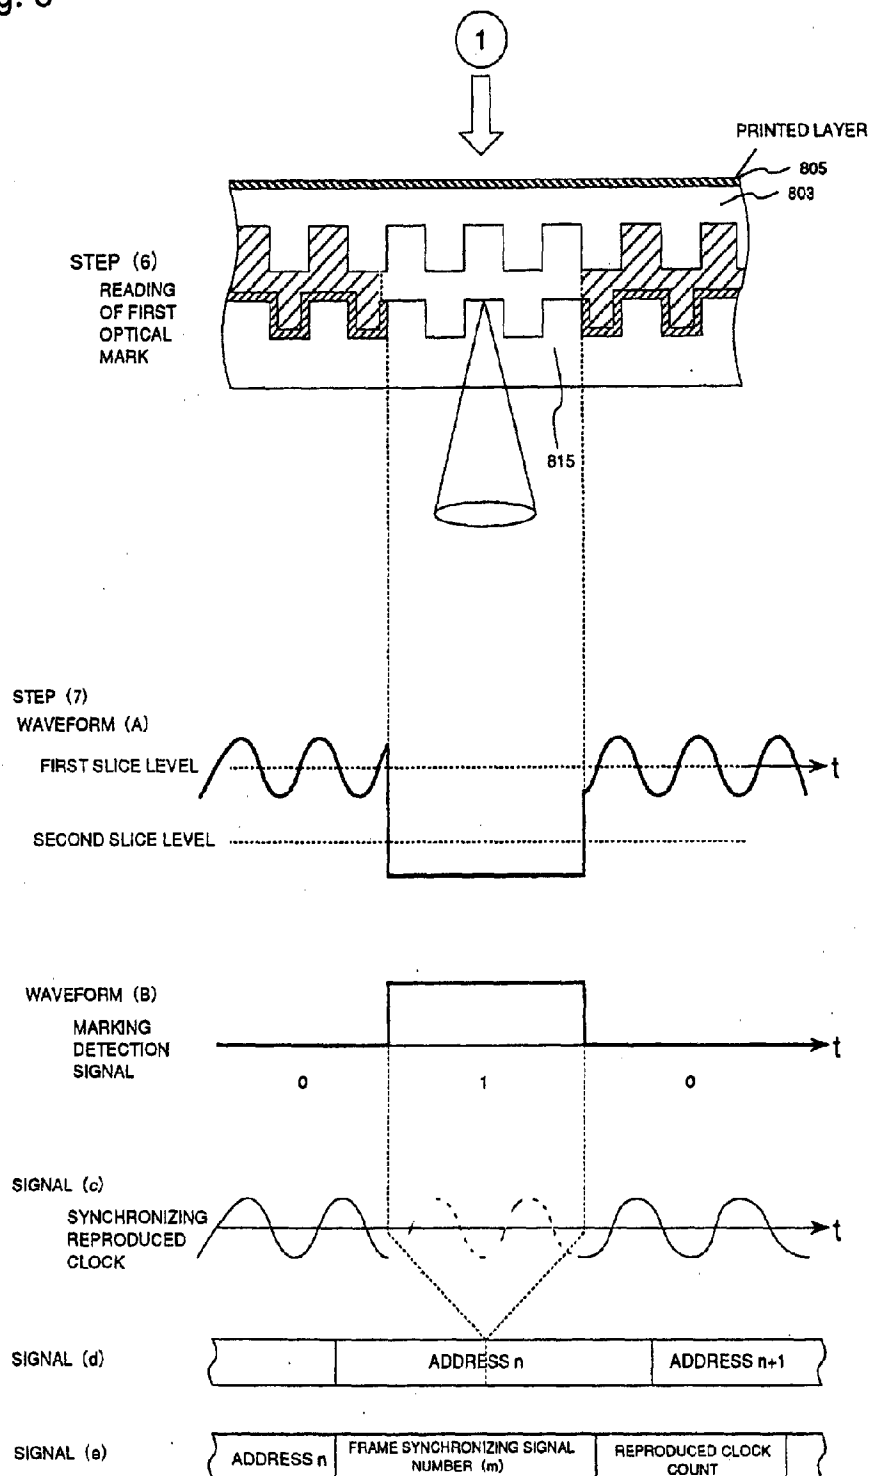 1
PRINTED LAYER
805
803
STEP (6)
READING
OF FIRST
OPTICAL
MARK
815
STEP (7)
WAVEFORM (A)
FIRST SLICE LEVEL
t
SECOND SLICE LEVEL
WAVEFORM (B)
MARKING
DETECTION
SIGNAL
t
0
1
0
SIGNAL (c)
SYNCHRONIZING
REPRODUCED
CLOCK
t
SIGNAL (d)
ADDRESS n
ADDRESS n+1
SIGNAL (e)
ADDRESS n
FRAME SYNCHRONIZING SIGNAL
NUMBER (m)
REPRODUCED CLOCK
COUNT